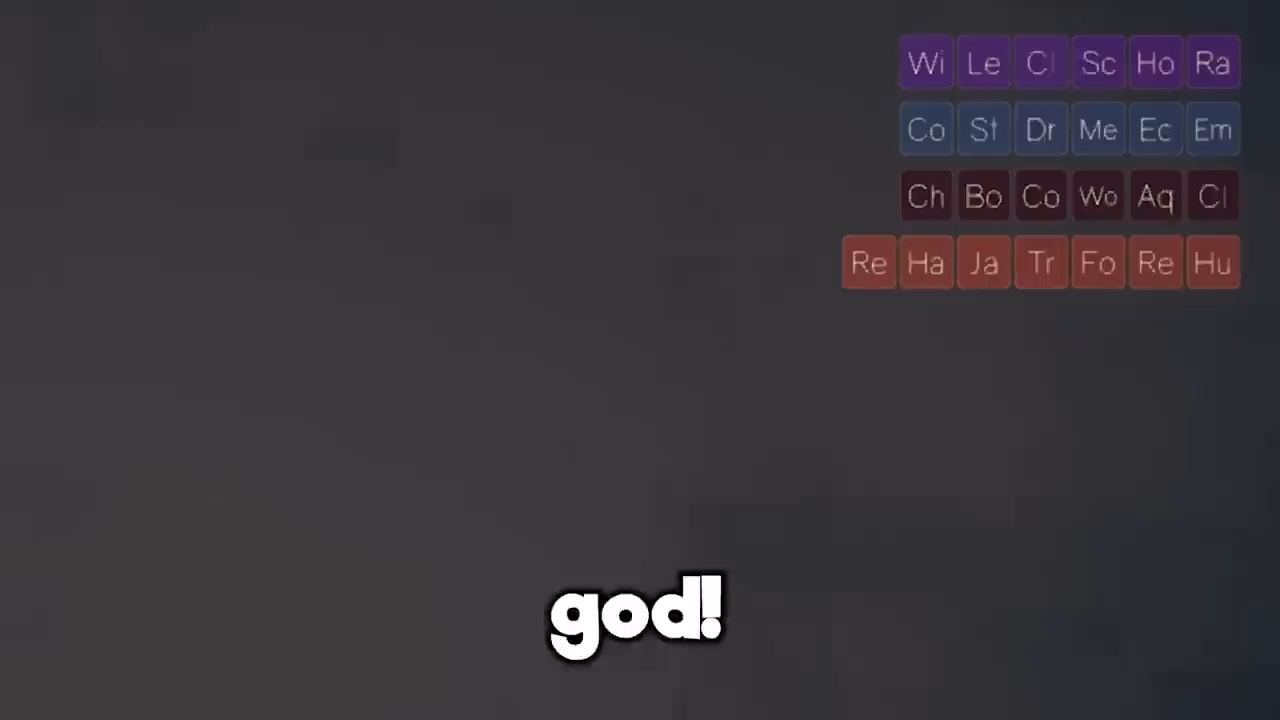 Wi Le Cl Sc Ho Ra
Co St Dr Me Ec Em
Ch Bo Co Wo Aq Cl
Re Ha Ja Tr Fo Re Hu
god!